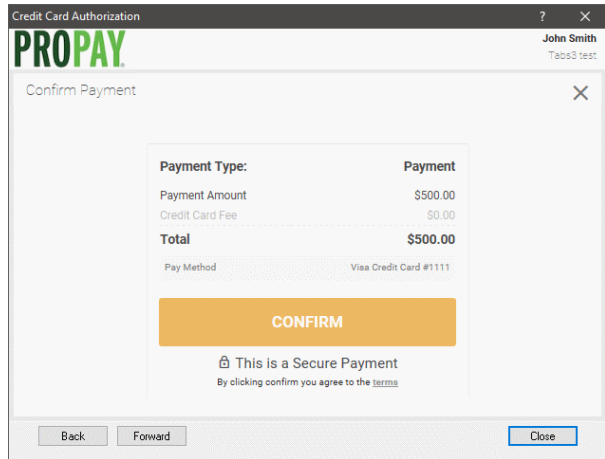 Credit Card Authorization ? ×
PROPAY.
John Smith
Tabs3 test
Confirm Payment
Payment Type: Payment
Payment Amount $500.00
Credit Card Fee $0.00
Total $500.00
Pay Method Visa Credit Card #1111
CONFIRM
This is a Secure Payment
By clicking confirm you agree to the terms
Back Forward Close